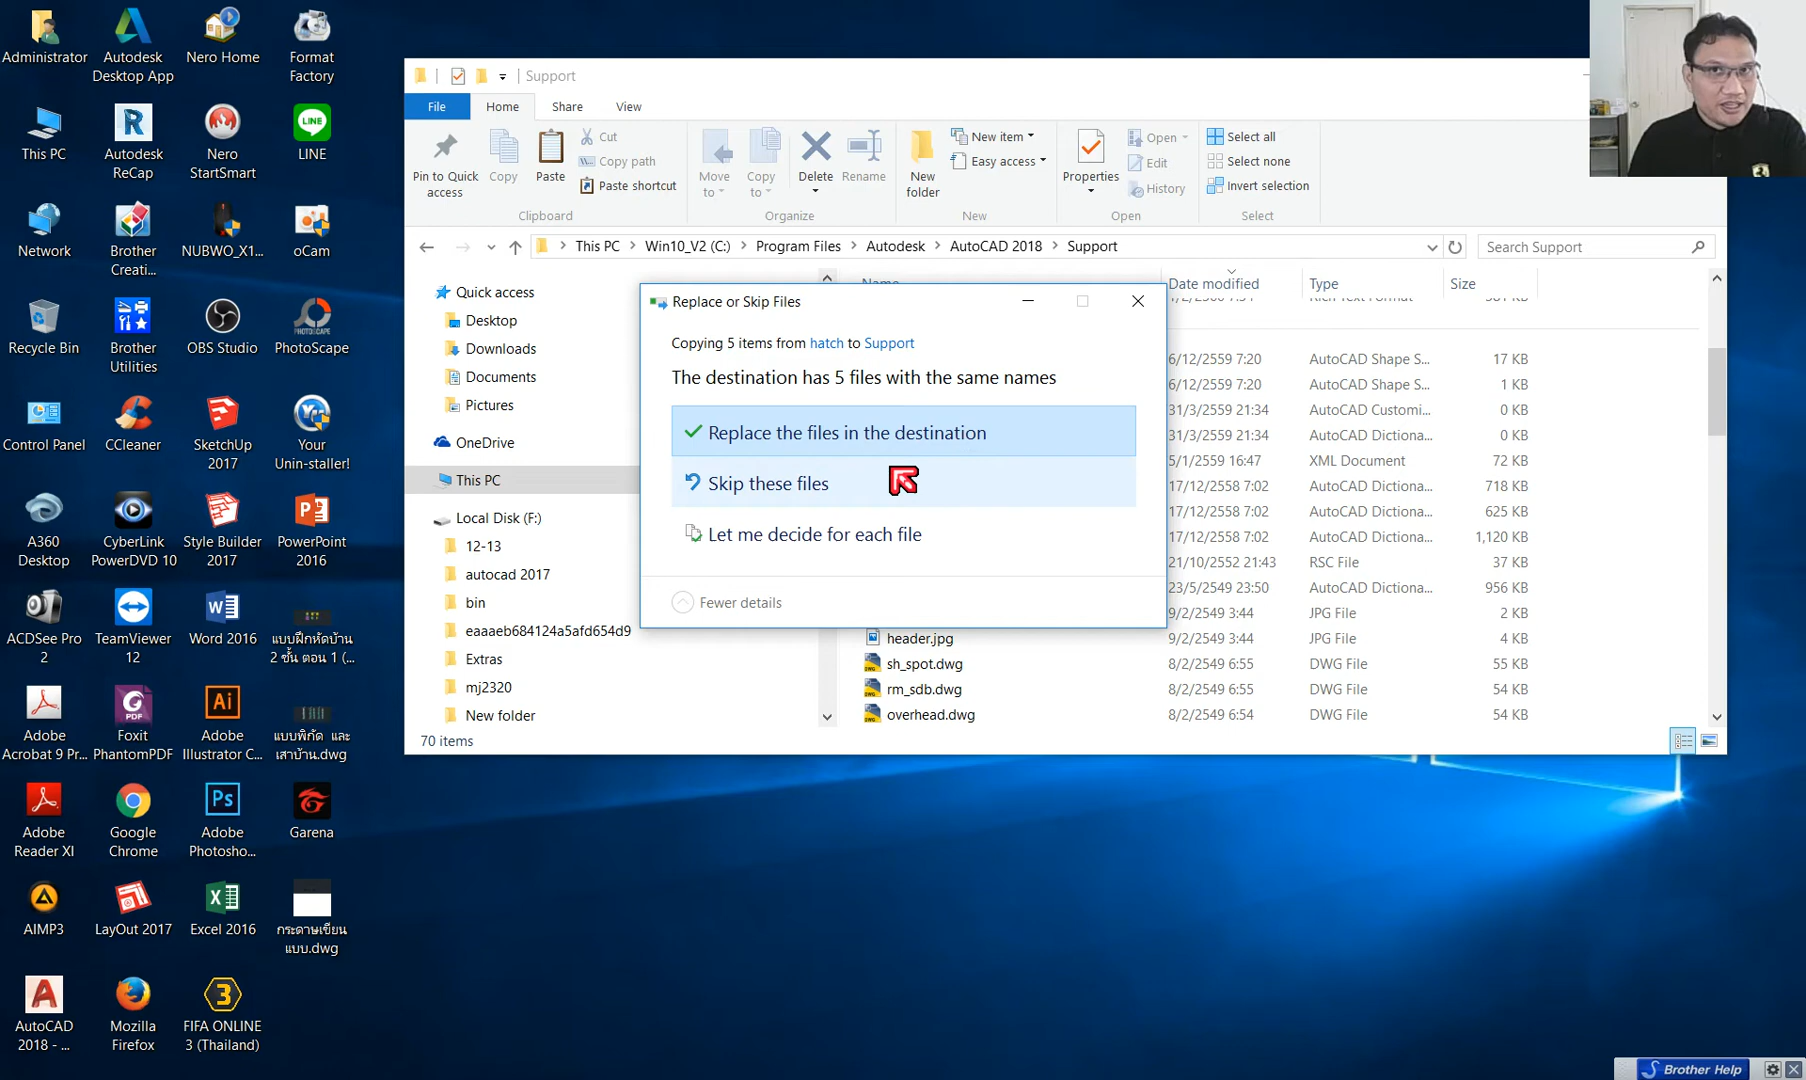 Administrator
Autodesk
Desktop App
Nero Home
Format
Factory
This PC
Autodesk
ReCap
Nero
StartSmart
LINE
Network
Brother
Creati...
NUBWO_X1...
oCam
Recycle Bin
Brother
Utilities
OBS Studio
PhotoScape
Control Panel
CCleaner
SketchUp
2017
Your
Unin-staller!
A360
Desktop
CyberLink
PowerDVD 10
Style Builder
2017
PowerPoint
2016
ACDSee Pro
2
TeamViewer
12
Word 2016
แบบฝึกหัดบ้าน
2 ชั้น ตอน 1 (...
Adobe
Acrobat 9 Pr...
Foxit
PhantomPDF
Adobe
Illustrator C...
แบบพิกัด และ
เสาบ้าน.dwg
Adobe
Reader XI
Google
Chrome
Adobe
Photosho...
Garena
AIMP3
LayOut 2017
Excel 2016
กระดาษเขียน
แบบ.dwg
AutoCAD
2018 - ...
Mozilla
Firefox
FIFA ONLINE
3 (Thailand)
Support
File Home Share View
Pin to Quick
access
Copy
Paste
Cut
Copy path
Paste shortcut
Clipboard
Move
to
Copy
to
Delete
Rename
Organize
New
folder
New item
Easy access
New
Properties
Open
Edit
History
Open
Select all
Select none
Invert selection
Select
This PC > Win10_V2 (C:) > Program Files > Autodesk > AutoCAD 2018 > Support
Search Support
Quick access
Desktop
Downloads
Documents
Pictures
OneDrive
This PC
Local Disk (F:)
12-13
autocad 2017
bin
eaaaeb684124a5afd654d9
Extras
mj2320
New folder
70 items
Name Date modified Type Size
6/12/2559 7:20 AutoCAD Shape S... 17 KB
6/12/2559 7:20 AutoCAD Shape S... 1 KB
31/3/2559 21:34 AutoCAD Customi... 0 KB
31/3/2559 21:34 AutoCAD Dictiona... 0 KB
5/1/2559 16:47 XML Document 72 KB
17/12/2558 7:02 AutoCAD Dictiona... 718 KB
17/12/2558 7:02 AutoCAD Dictiona... 625 KB
17/12/2558 7:02 AutoCAD Dictiona... 1,120 KB
21/10/2552 21:43 RSC File 37 KB
23/5/2549 23:50 AutoCAD Dictiona... 956 KB
9/2/2549 3:44 JPG File 2 KB
header.jpg 9/2/2549 3:44 JPG File 4 KB
sh_spot.dwg 8/2/2549 6:55 DWG File 55 KB
rm_sdb.dwg 8/2/2549 6:55 DWG File 54 KB
overhead.dwg 8/2/2549 6:54 DWG File 54 KB
Replace or Skip Files
Copying 5 items from hatch to Support
The destination has 5 files with the same names
Replace the files in the destination
Skip these files
Let me decide for each file
Fewer details
Brother Help